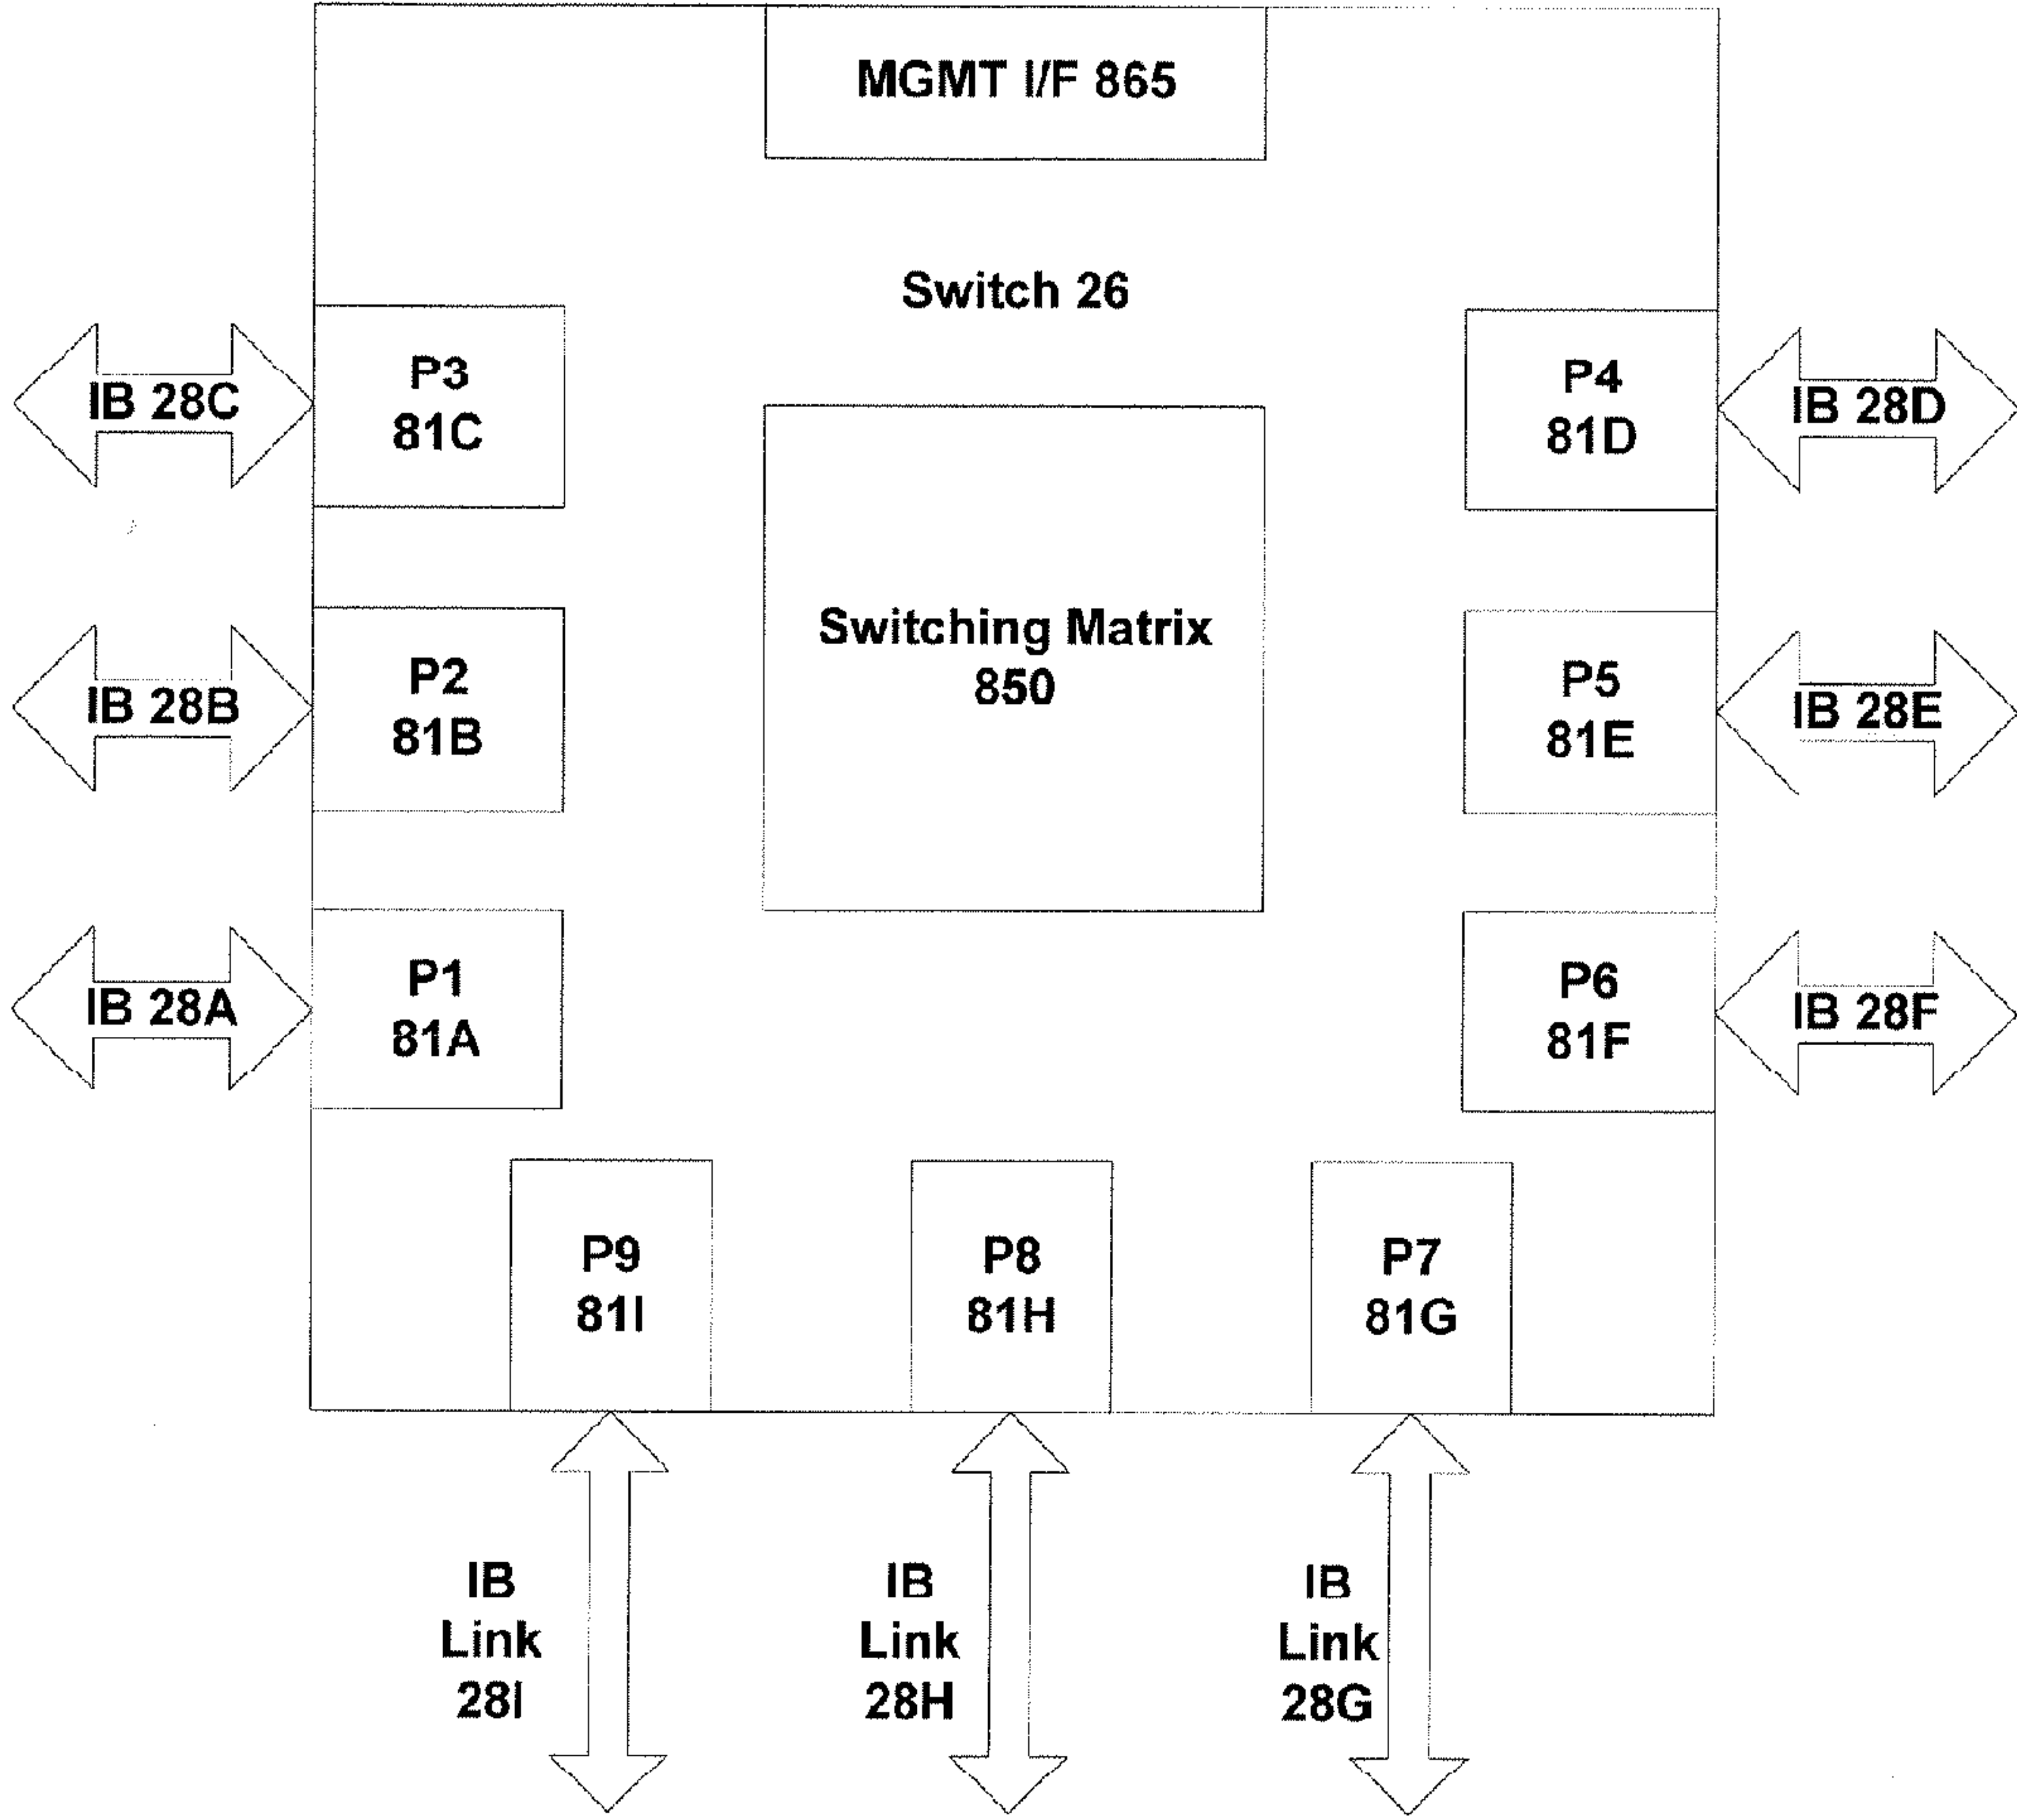 MGMT I/F 865
Switch 26
IB 28C
P3
81C
P4
81D
IB 28D
Switching Matrix
850
IB 28B
P2
81B
P5
81E
IB 28E
IB 28A
P1
81A
P6
81F
IB 28F
P9
81I
P8
81H
P7
81G
IB
Link
28I
IB
Link
28H
IB
Link
28G